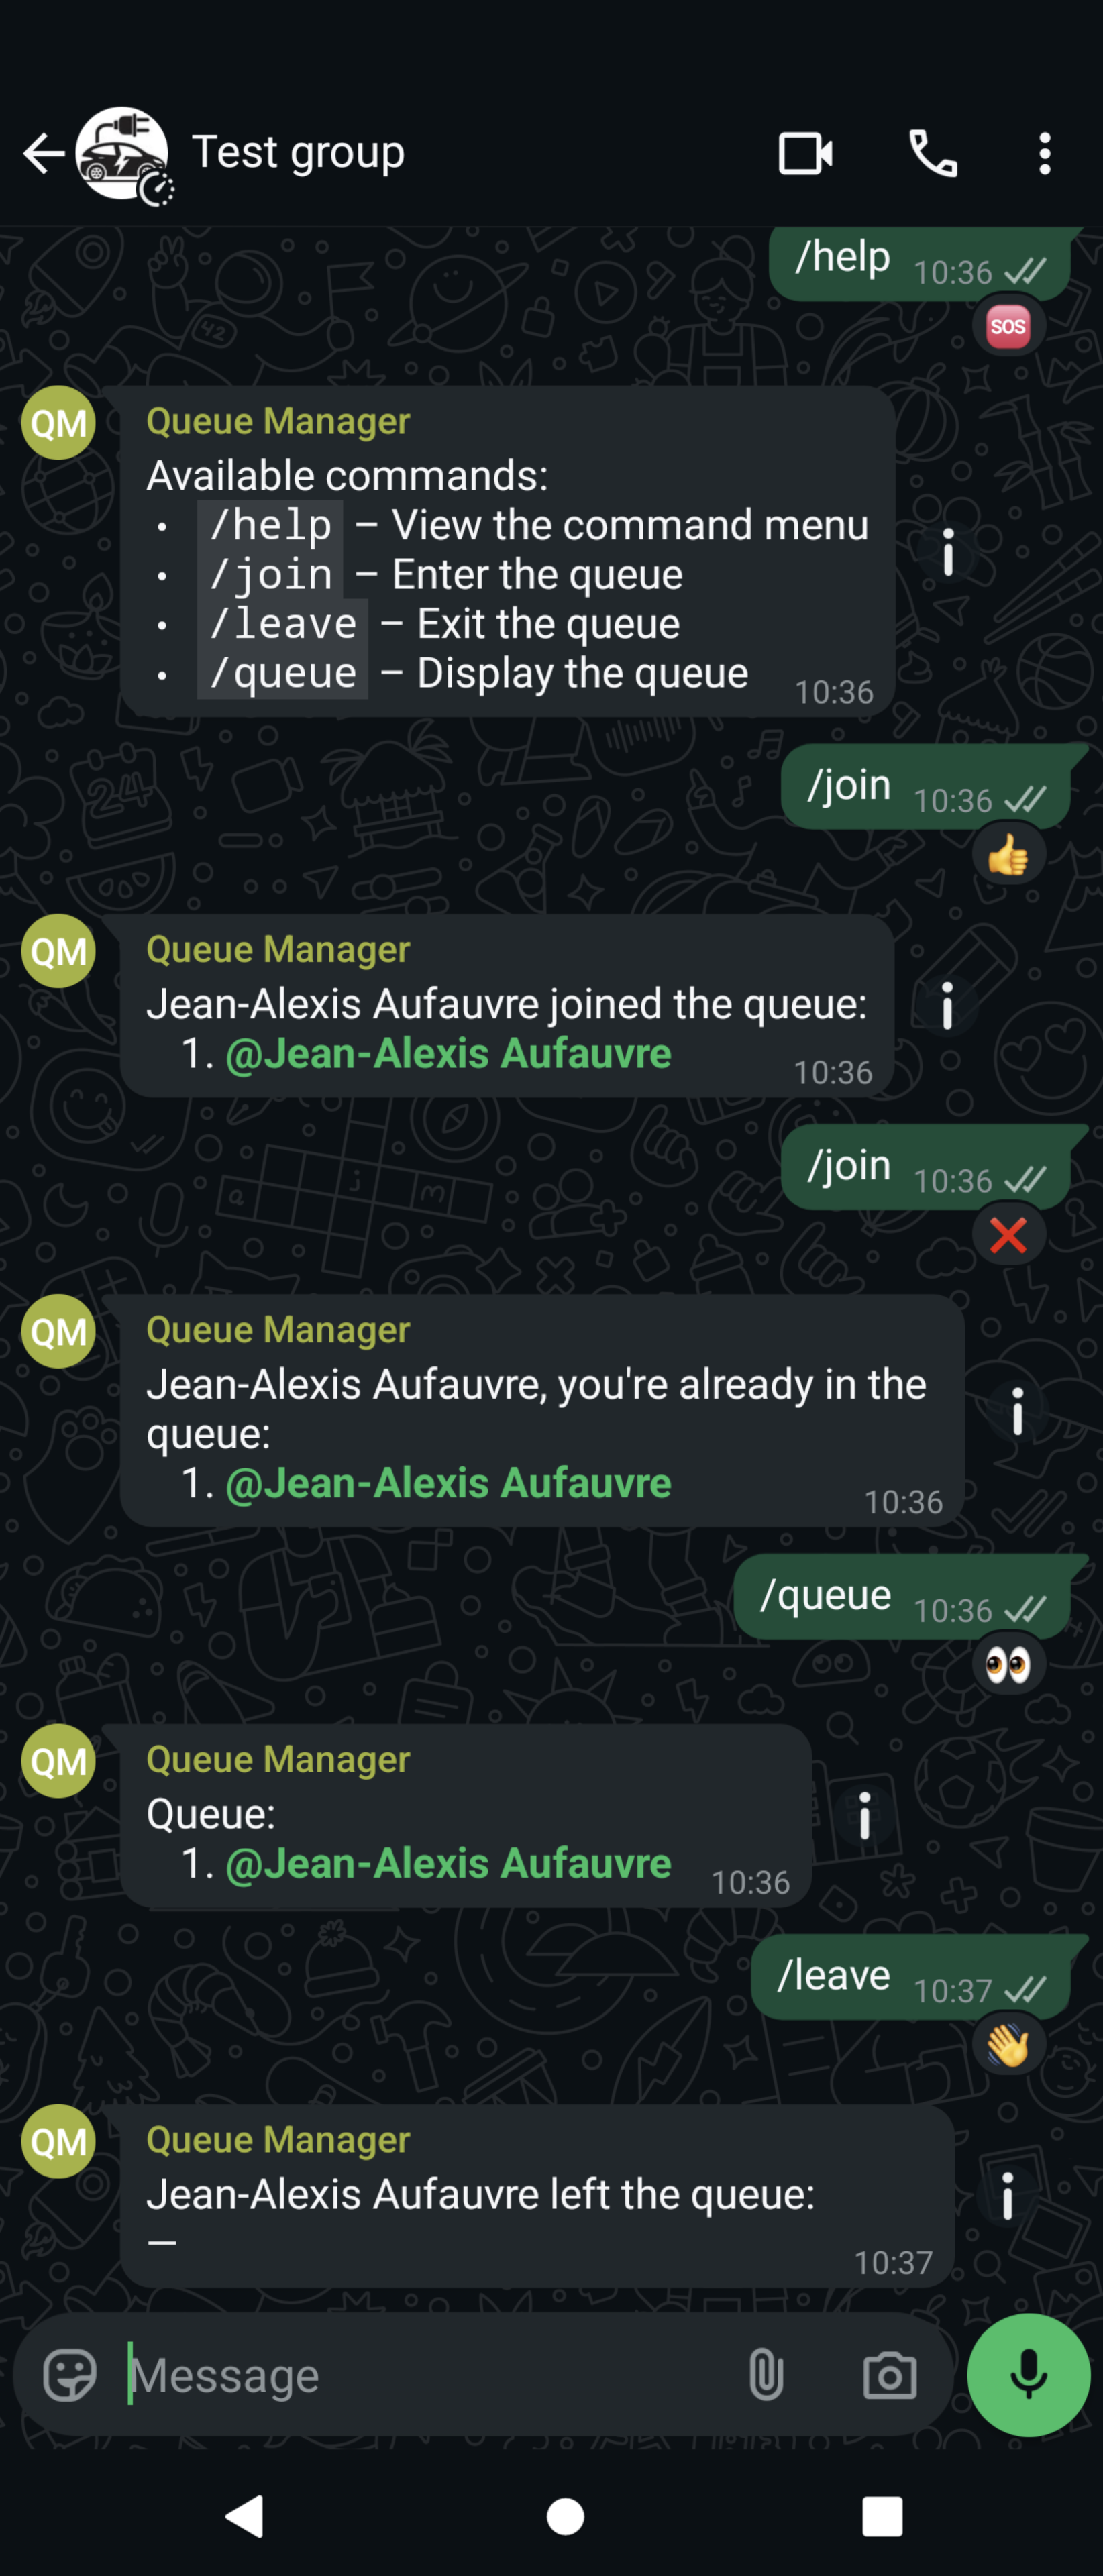 Test group
/help 10:36
SOS
QM
Queue Manager
Available commands:
• /help – View the command menu
• /join – Enter the queue
• /leave – Exit the queue
• /queue – Display the queue
10:36
/join 10:36
QM
Queue Manager
Jean-Alexis Aufauvre joined the queue:
1. @Jean-Alexis Aufauvre
10:36
/join 10:36
QM
Queue Manager
Jean-Alexis Aufauvre, you're already in the
queue:
1. @Jean-Alexis Aufauvre
10:36
/queue 10:36
QM
Queue Manager
Queue:
1. @Jean-Alexis Aufauvre
10:36
/leave 10:37
QM
Queue Manager
Jean-Alexis Aufauvre left the queue:
—
10:37
Message